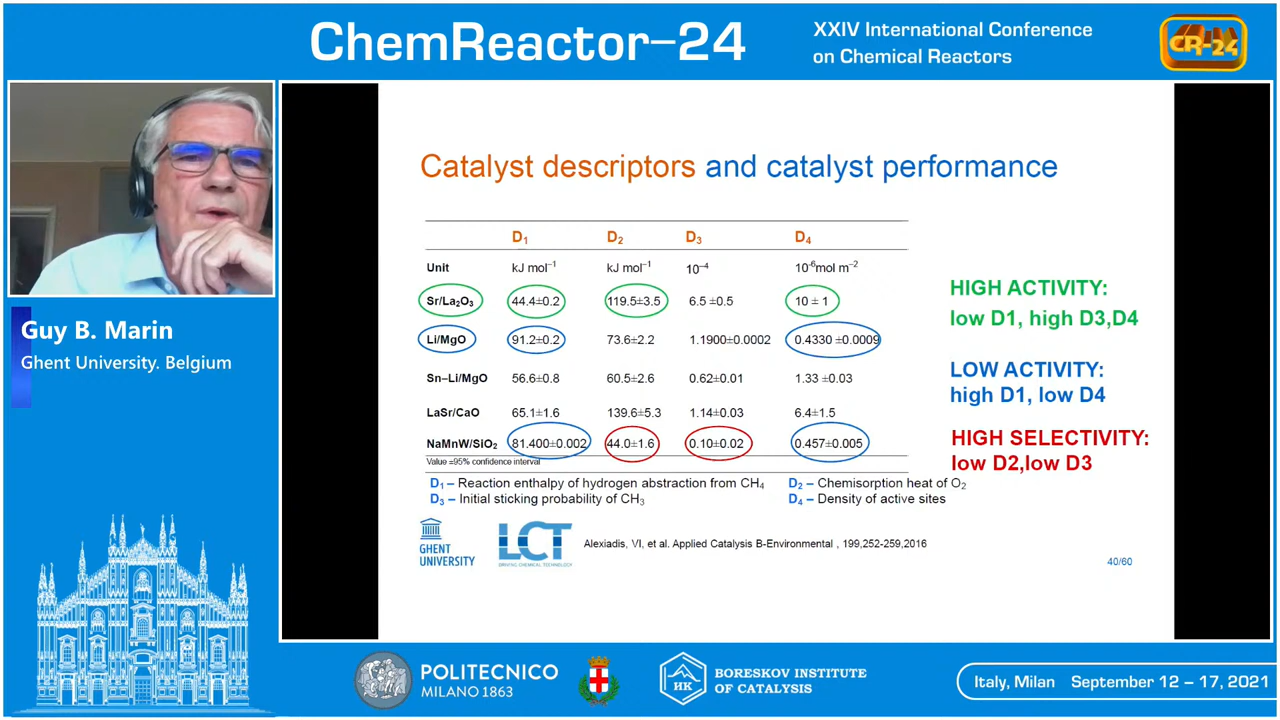 ChemReactor–24
XXIV International Conference
on Chemical Reactors
CR-24
Guy B. Marin
Ghent University. Belgium
Catalyst descriptors and catalyst performance
D₁ D₂ D₃ D₄
Unit kJ mol⁻¹ kJ mol⁻¹ 10⁻⁴ 10⁻⁶mol m⁻²
Sr/La₂O₃ 44.4±0.2 119.5±3.5 6.5 ±0.5 10 ± 1
Li/MgO 91.2±0.2 73.6±2.2 1.1900±0.0002 0.4330 ±0.0009
Sn–Li/MgO 56.6±0.8 60.5±2.6 0.62±0.01 1.33 ±0.03
LaSr/CaO 65.1±1.6 139.6±5.3 1.14±0.03 6.4±1.5
NaMnW/SiO₂ 81.400±0.002 44.0±1.6 0.10±0.02 0.457±0.005
Value =95% confidence interval
HIGH ACTIVITY:
low D1, high D3,D4
LOW ACTIVITY:
high D1, low D4
HIGH SELECTIVITY:
low D2,low D3
D₁ – Reaction enthalpy of hydrogen abstraction from CH₄ D₂ – Chemisorption heat of O₂
D₃ – Initial sticking probability of CH₃ D₄ – Density of active sites
GHENT
UNIVERSITY
LCT
DRIVING CHEMICAL TECHNOLOGY
Alexiadis, VI, et al. Applied Catalysis B-Environmental , 199,252-259,2016
40/60
POLITECNICO
MILANO 1863
НК
BORESKOV INSTITUTE
OF CATALYSIS
Italy, Milan September 12 – 17, 2021